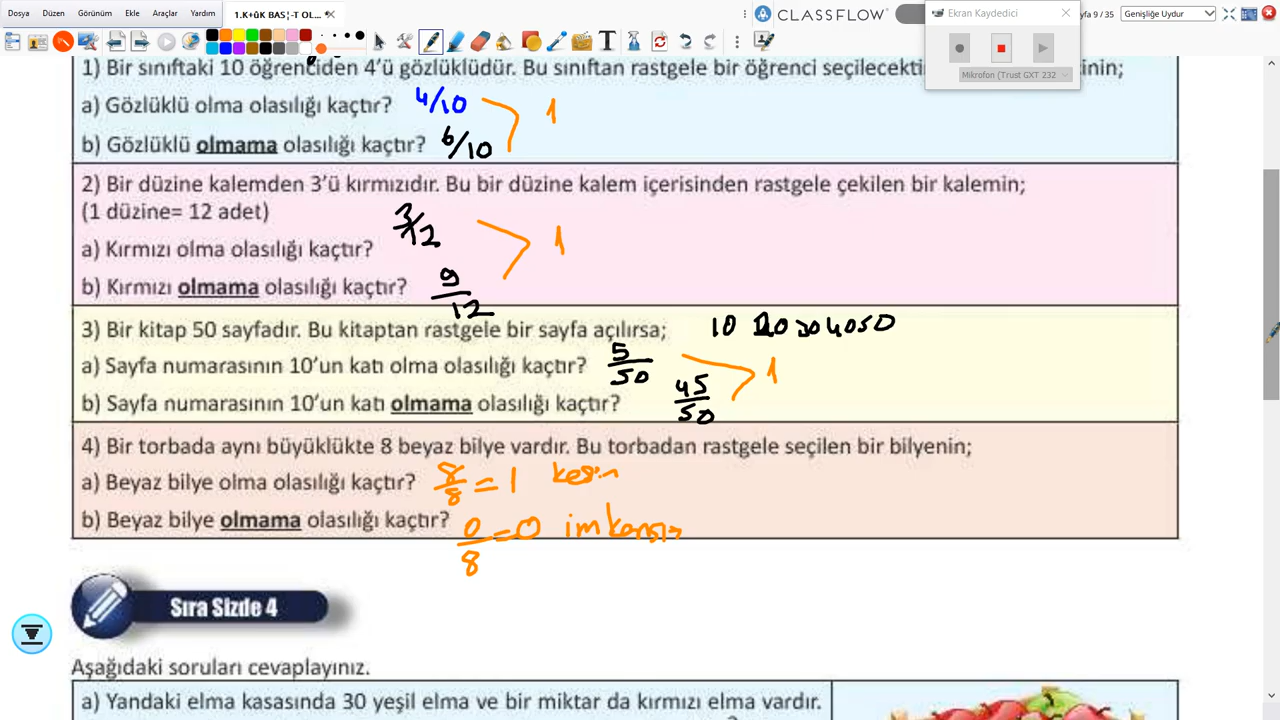 Dosya Düzen Görünüm Ekle Araçlar Yardım
1.K+ûK BAS¦-T OL...
CLASSFLOW
yfa 9 / 35
Genişliğe Uydur
Ekran Kaydedici
Mikrofon (Trust GXT 232
1) Bir sınıftaki 10 öğrenciden 4'ü gözlüklüdür. Bu sınıftan rastgele bir öğrenci
a) Gözlüklü olma olasılığı kaçtır? 4/10
1
b) Gözlüklü olmama olasılığı kaçtır? 6/10
2) Bir düzine kalemden 3'ü kırmızıdır. Bu bir düzine kalem içerisinden rastgele çekilen bir kalemin;
(1 düzine= 12 adet)
3/12
1
a) Kırmızı olma olasılığı kaçtır?
b) Kırmızı olmama olasılığı kaçtır? 9/12
3) Bir kitap 50 sayfadır. Bu kitaptan rastgele bir sayfa açılırsa; 10 20 30 40 50
a) Sayfa numarasının 10'un katı olma olasılığı kaçtır? 5/50
1
b) Sayfa numarasının 10'un katı olmama olasılığı kaçtır? 45/50
4) Bir torbada aynı büyüklükte 8 beyaz bilye vardır. Bu torbadan rastgele seçilen bir bilyenin;
a) Beyaz bilye olma olasılığı kaçtır? 8/8 = 1 kesin
b) Beyaz bilye olmama olasılığı kaçtır? 0/8 = 0 imkansız
Sıra Sizde 4
Aşağıdaki soruları cevaplayınız.
a) Yandaki elma kasasında 30 yeşil elma ve bir miktar da kırmızı elma vardır.